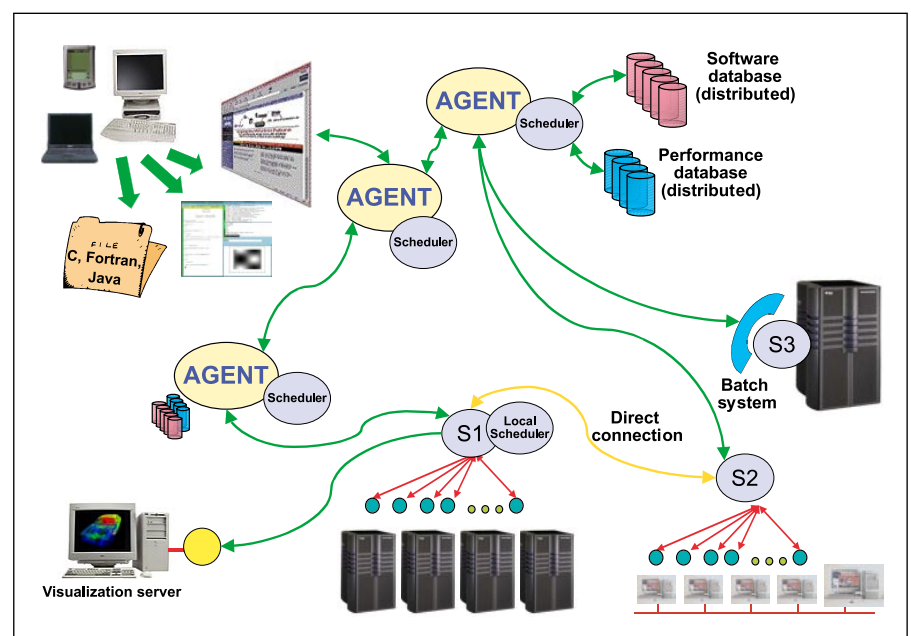 Software
database
(distributed)
AGENT
Scheduler
Performance
database
(distributed)
AGENT
Scheduler
FILE
C, Fortran,
Java
S3
Batch
system
AGENT
Scheduler
S1
Local
Scheduler
Direct
connection
S2
Visualization server